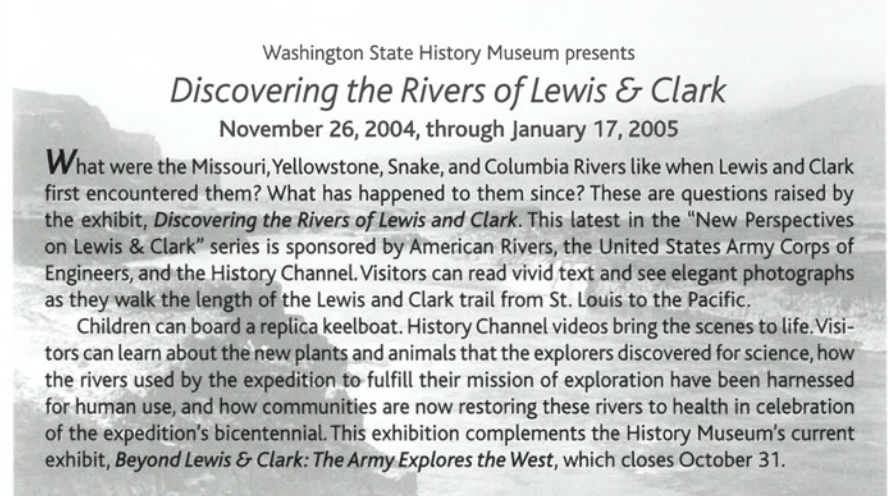 Washington State History Museum presents
Discovering the Rivers of Lewis & Clark
November 26, 2004, through January 17, 2005
What were the Missouri, Yellowstone, Snake, and Columbia Rivers like when Lewis and Clark
first encountered them? What has happened to them since? These are questions raised by
the exhibit, Discovering the Rivers of Lewis and Clark. This latest in the “New Perspectives
on Lewis & Clark” series is sponsored by American Rivers, the United States Army Corps of
Engineers, and the History Channel. Visitors can read vivid text and see elegant photographs
as they walk the length of the Lewis and Clark trail from St. Louis to the Pacific.
Children can board a replica keelboat. History Channel videos bring the scenes to life. Visi-
tors can learn about the new plants and animals that the explorers discovered for science, how
the rivers used by the expedition to fulfill their mission of exploration have been harnessed
for human use, and how communities are now restoring these rivers to health in celebration
of the expedition's bicentennial. This exhibition complements the History Museum's current
exhibit, Beyond Lewis & Clark: The Army Explores the West, which closes October 31.